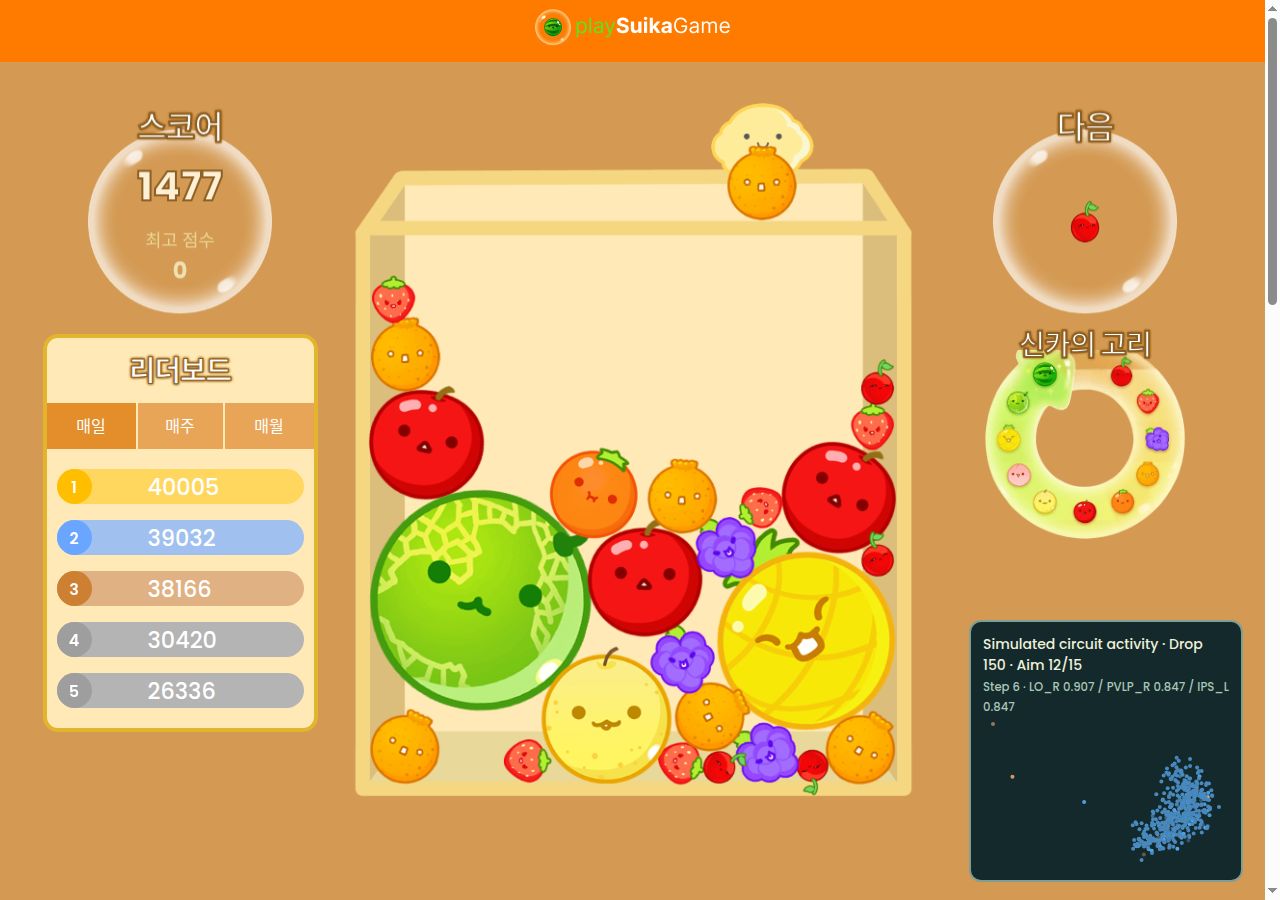 playSuikaGame
스코어
1477
최고 점수
0
리더보드
매일 매주 매월
1 40005
2 39032
3 38166
4 30420
5 26336
다음
신카의 고리
Simulated circuit activity · Drop
150 · Aim 12/15
Step 6 · LO_R 0.907 / PVLP_R 0.847 / IPS_L
0.847